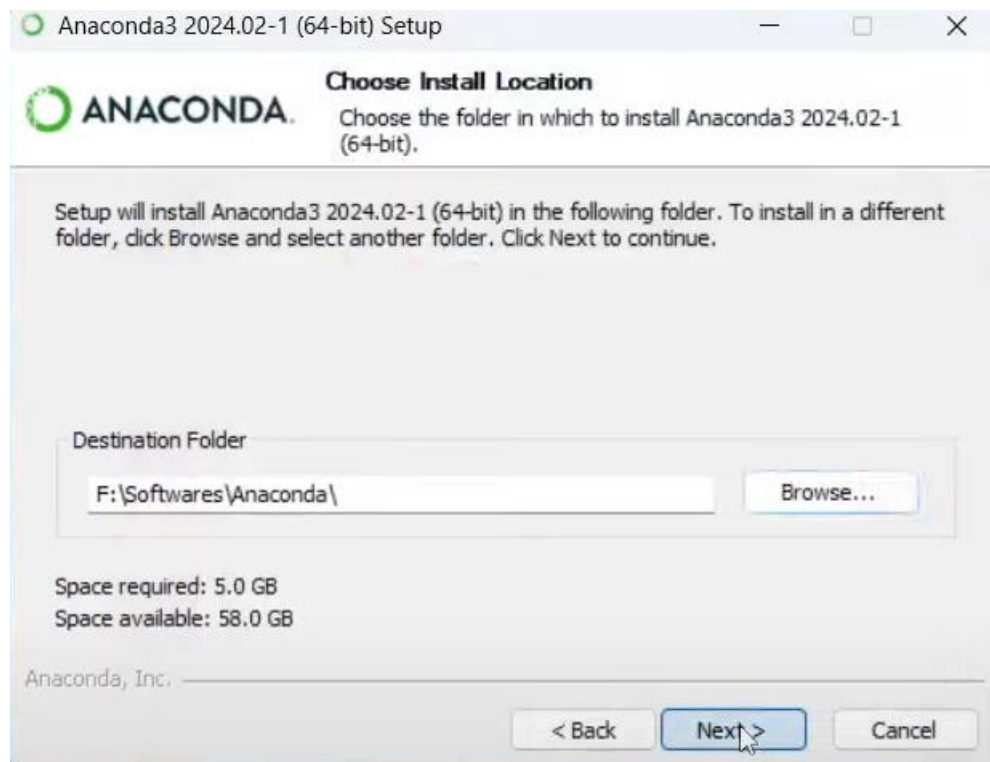 Anaconda3 2024.02-1 (64-bit) Setup
ANACONDA.
Choose Install Location
Choose the folder in which to install Anaconda3 2024.02-1
(64-bit).
Setup will install Anaconda3 2024.02-1 (64-bit) in the following folder. To install in a different
folder, click Browse and select another folder. Click Next to continue.
Destination Folder
F:\Softwares\Anaconda\
Browse...
Space required: 5.0 GB
Space available: 58.0 GB
Anaconda, Inc.
< Back
Next >
Cancel